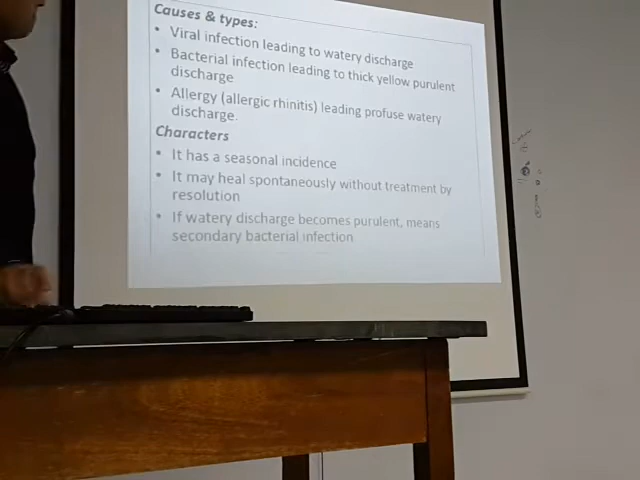 Causes & types:
• Viral infection leading to watery discharge
• Bacterial infection leading to thick yellow purulent
discharge
• Allergy (allergic rhinitis) leading profuse watery
discharge.
Characters
• It has a seasonal incidence
• It may heal spontaneously without treatment by
resolution
• If watery discharge becomes purulent, means
secondary bacterial infection